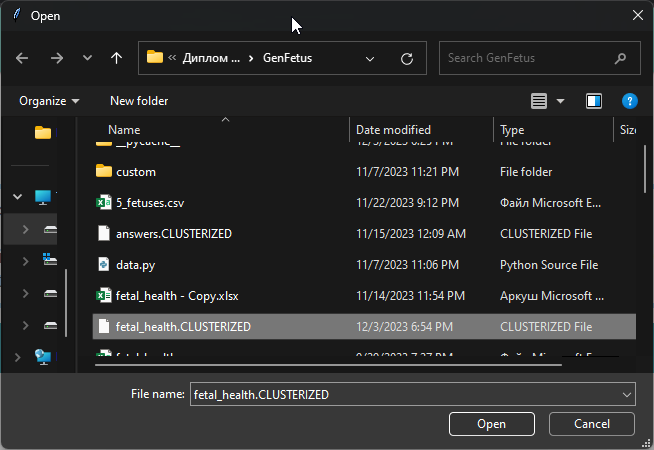 Open
Диплом ... GenFetus
Search GenFetus
Organize New folder
Name Date modified Type Size
__pycache__ File folder
custom 11/7/2023 11:21 PM File folder
5_fetuses.csv 11/22/2023 9:12 PM Файл Microsoft E...
answers.CLUSTERIZED 11/15/2023 12:09 AM CLUSTERIZED File
data.py 11/7/2023 11:06 PM Python Source File
fetal_health - Copy.xlsx 11/14/2023 11:54 PM Аркуш Microsoft ...
fetal_health.CLUSTERIZED 12/3/2023 6:54 PM CLUSTERIZED File
File name: fetal_health.CLUSTERIZED
Open Cancel